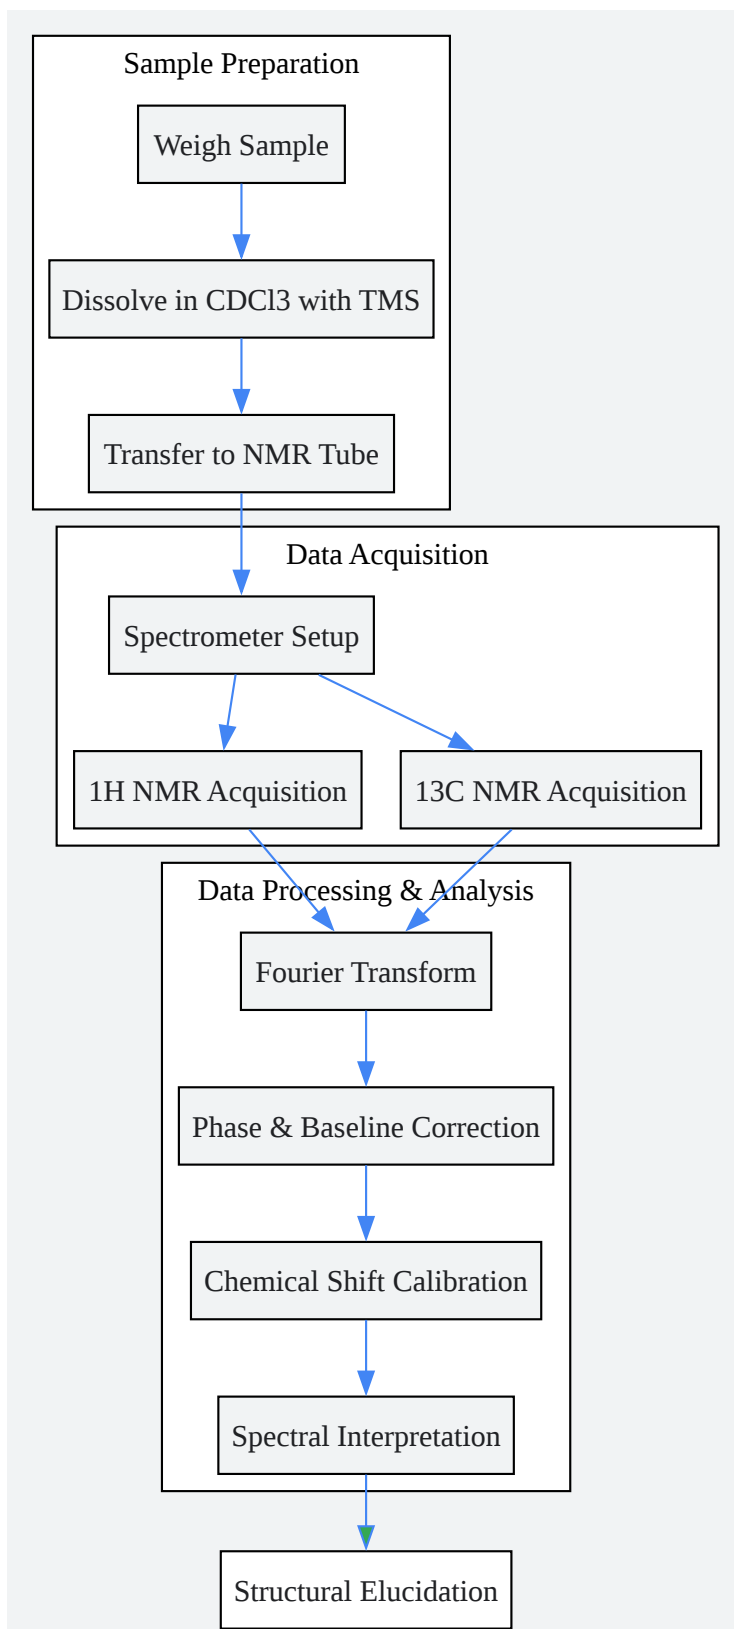 Sample Preparation
Weigh Sample
Dissolve in CDCl3 with TMS
Transfer to NMR Tube
Data Acquisition
Spectrometer Setup
1H NMR Acquisition
13C NMR Acquisition
Data Processing & Analysis
Fourier Transform
Phase & Baseline Correction
Chemical Shift Calibration
Spectral Interpretation
Structural Elucidation